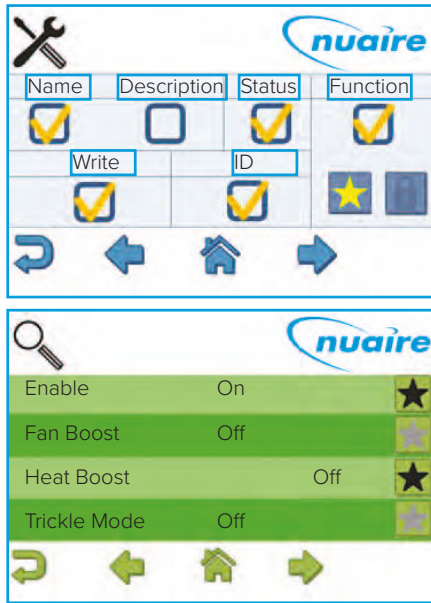 nuaire
Name Description Status Function
Write ID
nuaire
Enable On
Fan Boost Off
Heat Boost Off
Trickle Mode Off